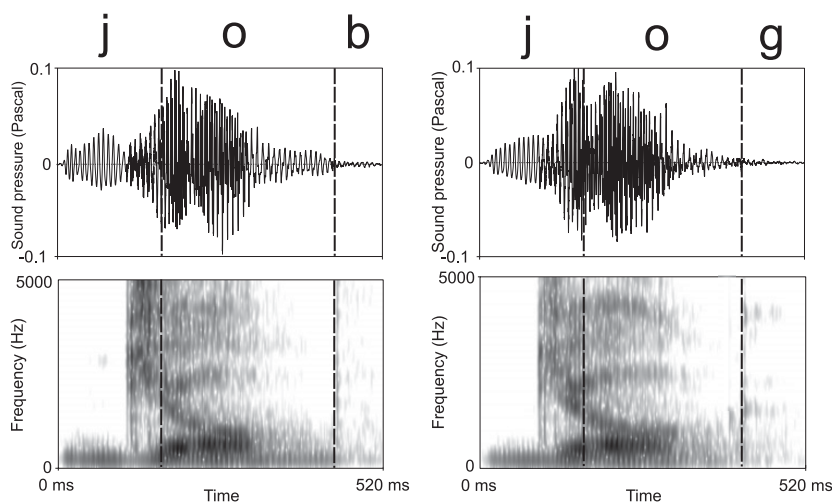 j o b
Sound pressure (Pascal)
0.1
0
-0.1
Frequency (Hz)
5000
0
0 ms Time 520 ms
j o g
Sound pressure (Pascal)
0.1
0
-0.1
Frequency (Hz)
5000
0
0 ms Time 520 ms